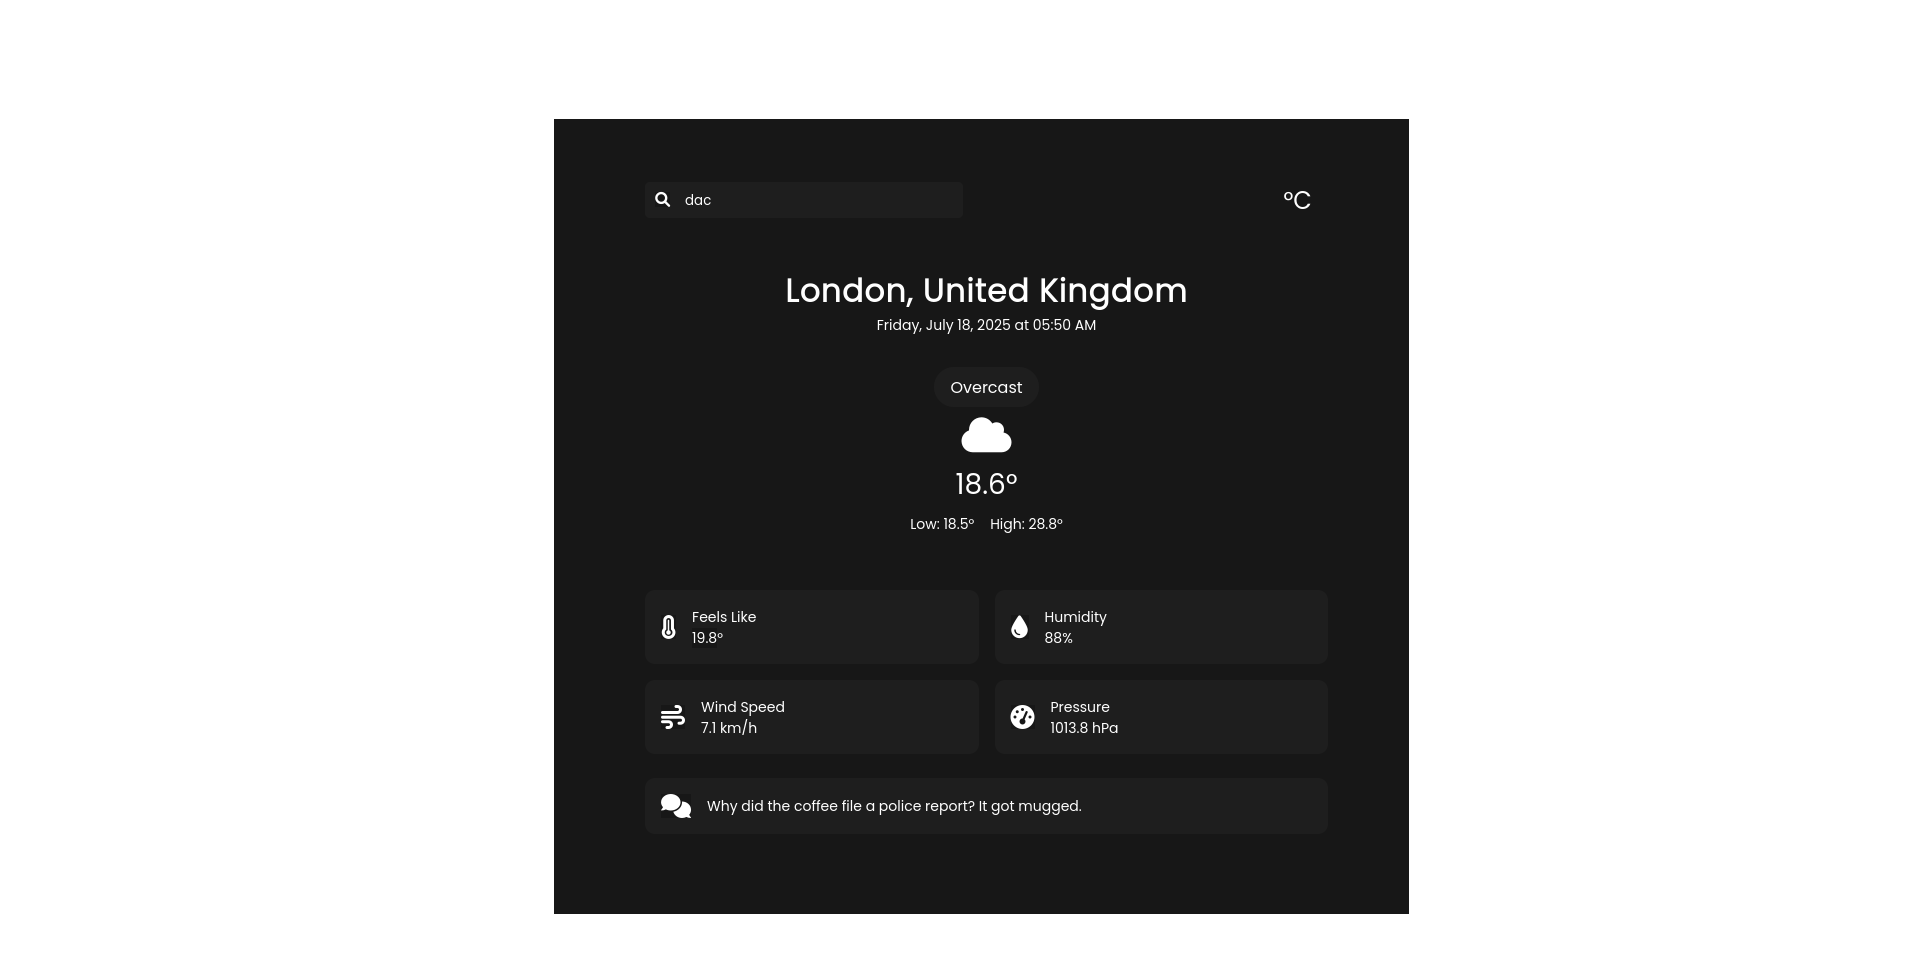 dac
°C
London, United Kingdom
Friday, July 18, 2025 at 05:50 AM
Overcast
18.6°
Low: 18.5° High: 28.8°
Feels Like
19.8°
Humidity
88%
Wind Speed
7.1 km/h
Pressure
1013.8 hPa
Why did the coffee file a police report? It got mugged.